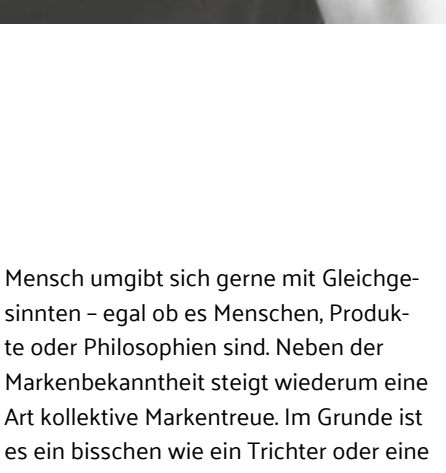 Mensch umgibt sich gerne mit Gleichge-
sinnten – egal ob es Menschen, Produk-
te oder Philosophien sind. Neben der
Markenbekanntheit steigt wiederum eine
Art kollektive Markentreue. Im Grunde ist
es ein bisschen wie ein Trichter oder eine